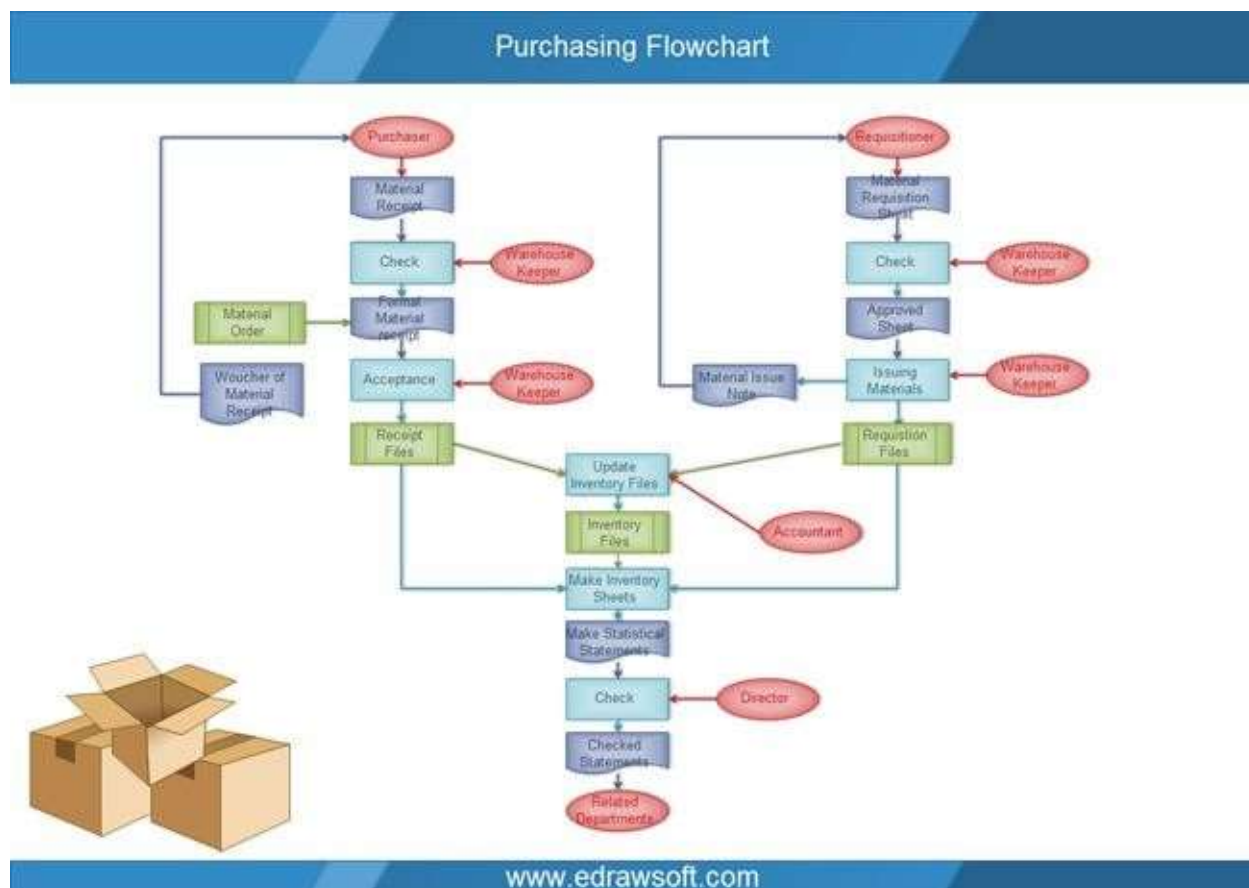 Purchasing Flowchart
Purchaser
Requisitioner
Material
Receipt
Material
Requisition
Sheet
Check
Warehouse
Keeper
Check
Warehouse
Keeper
Material
Order
Formal
Material
receipt
Approved
Sheet
Woucher of
Material
Receipt
Acceptance
Warehouse
Keeper
Material Issue
Note
Issuing
Materials
Warehouse
Keeper
Receipt
Files
Requistion
Files
Update
Inventory Files
Inventory
Files
Accountant
Make Inventory
Sheets
Make Statistical
Statements
Check
Director
Checked
Statements
Related
Departments
www.edrawsoft.com